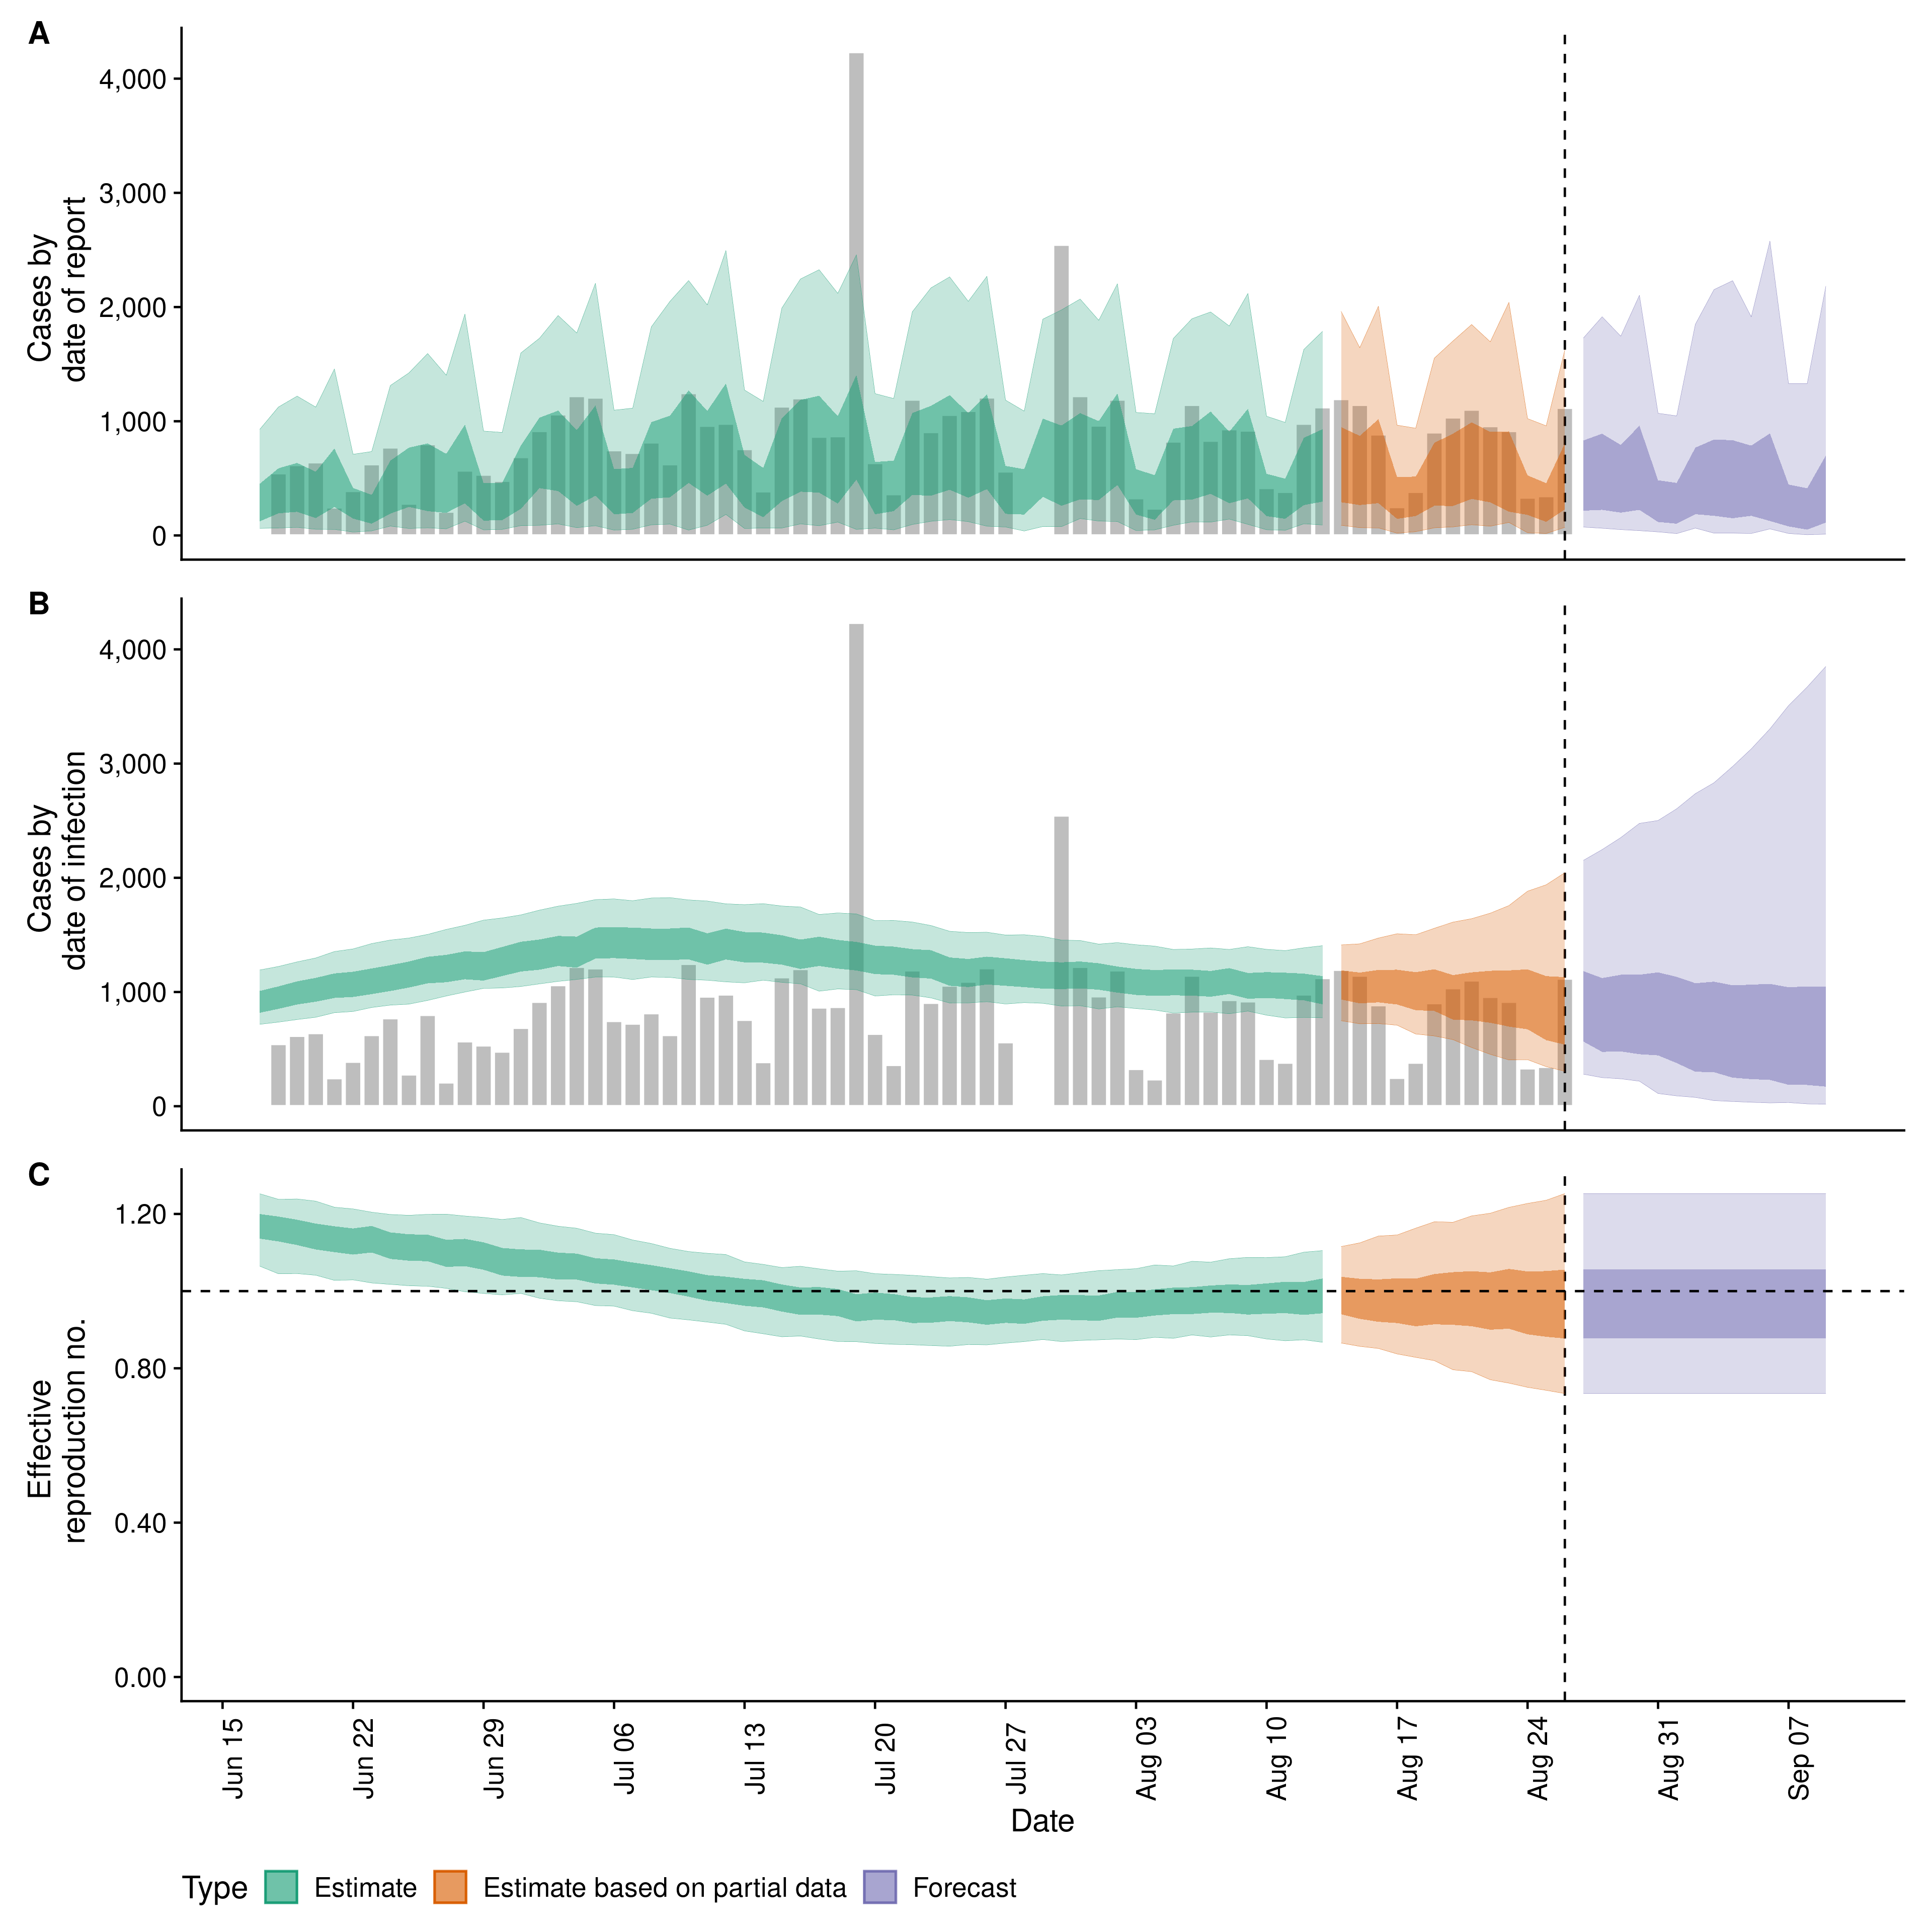 A
4,000
3,000
2,000
1,000
0
Cases by
date of report
B
4,000
3,000
2,000
1,000
0
Cases by
date of infection
C
1.20
0.80
0.40
0.00
Effective
reproduction no.
Jun 15
Jun 22
Jun 29
Jul 06
Jul 13
Jul 20
Jul 27
Aug 03
Aug 10
Aug 17
Aug 24
Aug 31
Sep 07
Date
Type Estimate Estimate based on partial data Forecast